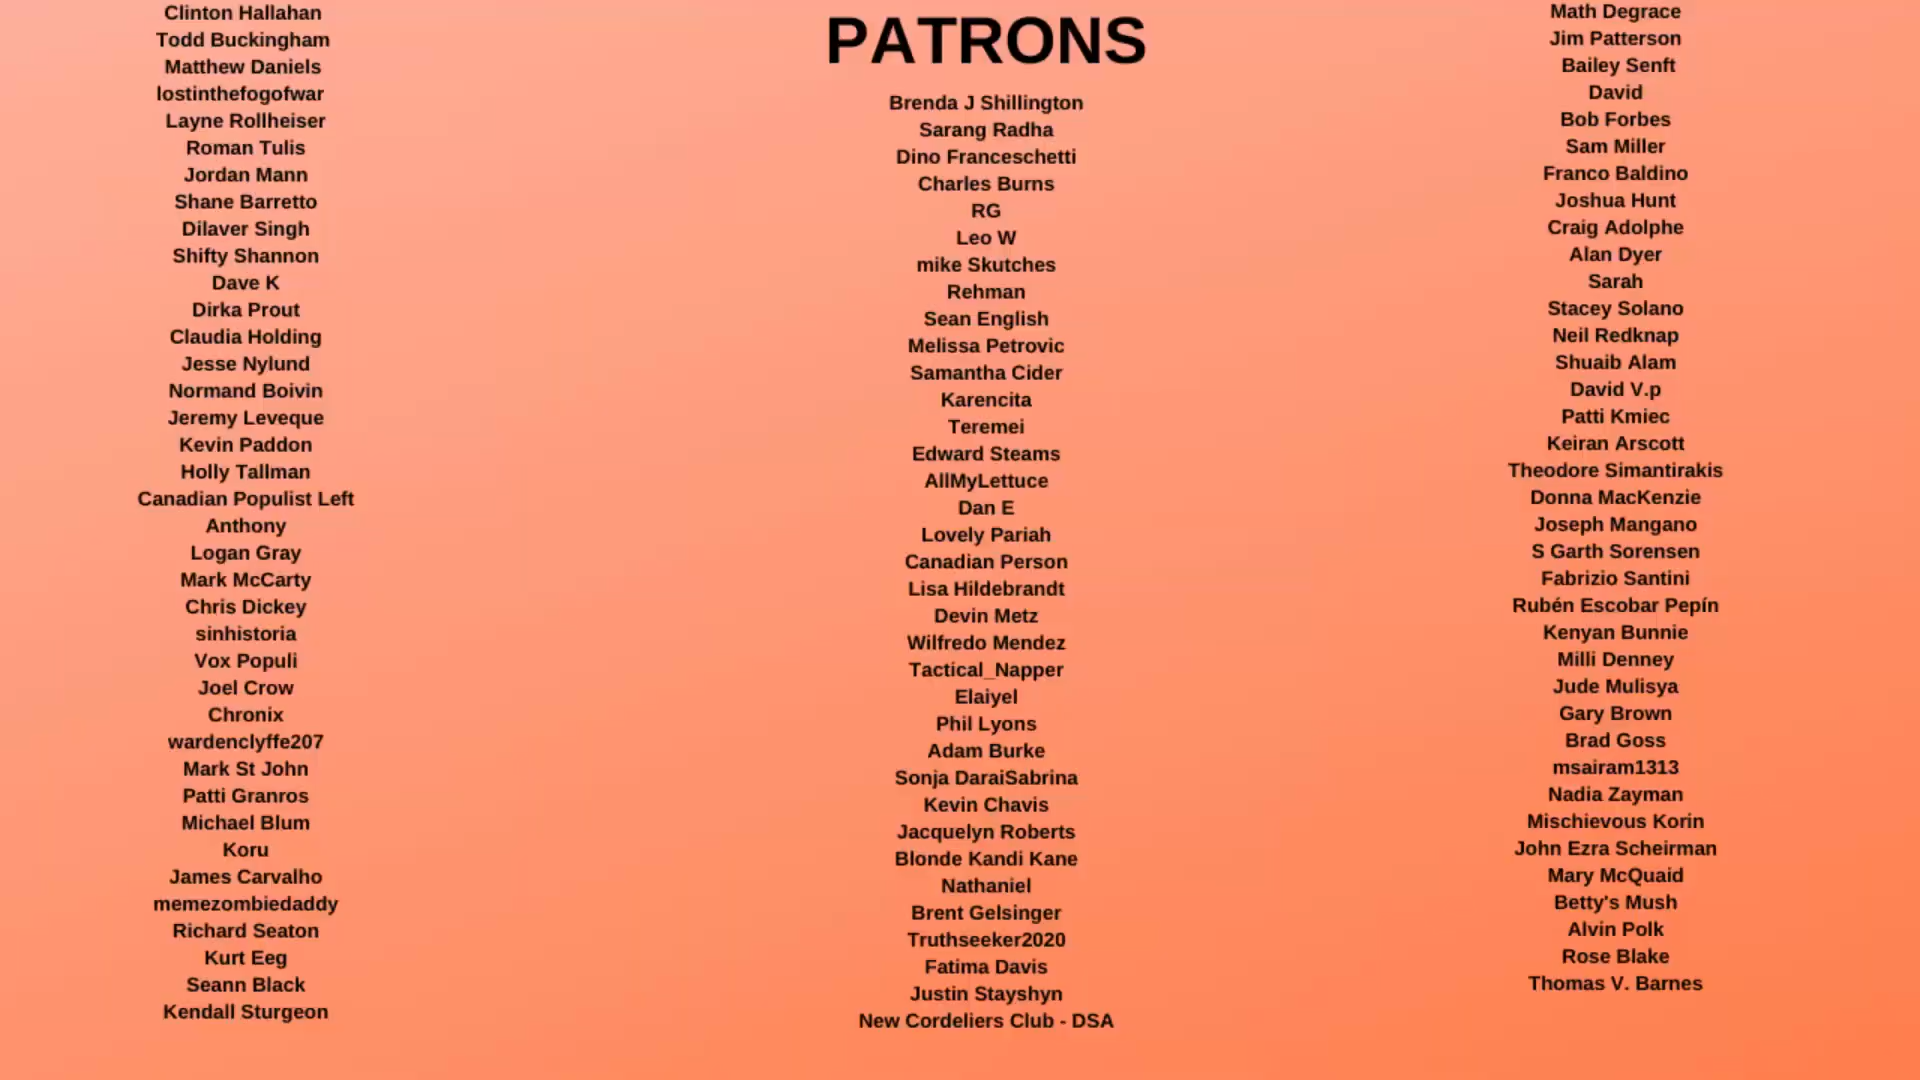 Clinton Hallahan
Todd Buckingham
Matthew Daniels
lostinthefogofwar
Layne Rollheiser
Roman Tulis
Jordan Mann
Shane Barretto
Dilaver Singh
Shifty Shannon
Dave K
Dirka Prout
Claudia Holding
Jesse Nylund
Normand Boivin
Jeremy Leveque
Kevin Paddon
Holly Tallman
Canadian Populist Left
Anthony
Logan Gray
Mark McCarty
Chris Dickey
sinhistoria
Vox Populi
Joel Crow
Chronix
wardenclyffe207
Mark St John
Patti Granros
Michael Blum
Koru
James Carvalho
memezombiedaddy
Richard Seaton
Kurt Eeg
Seann Black
Kendall Sturgeon
PATRONS
Brenda J Shillington
Sarang Radha
Dino Franceschetti
Charles Burns
RG
Leo W
mike Skutches
Rehman
Sean English
Melissa Petrovic
Samantha Cider
Karencita
Teremei
Edward Steams
AllMyLettuce
Dan E
Lovely Pariah
Canadian Person
Lisa Hildebrandt
Devin Metz
Wilfredo Mendez
Tactical_Napper
Elaiyel
Phil Lyons
Adam Burke
Sonja DaraiSabrina
Kevin Chavis
Jacquelyn Roberts
Blonde Kandi Kane
Nathaniel
Brent Gelsinger
Truthseeker2020
Fatima Davis
Justin Stayshyn
New Cordeliers Club - DSA
Math Degrace
Jim Patterson
Bailey Senft
David
Bob Forbes
Sam Miller
Franco Baldino
Joshua Hunt
Craig Adolphe
Alan Dyer
Sarah
Stacey Solano
Neil Redknap
Shuaib Alam
David V.p
Patti Kmiec
Keiran Arscott
Theodore Simantirakis
Donna MacKenzie
Joseph Mangano
S Garth Sorensen
Fabrizio Santini
Rubén Escobar Pepín
Kenyan Bunnie
Milli Denney
Jude Mulisya
Gary Brown
Brad Goss
msairam1313
Nadia Zayman
Mischievous Korin
John Ezra Scheirman
Mary McQuaid
Betty's Mush
Alvin Polk
Rose Blake
Thomas V. Barnes